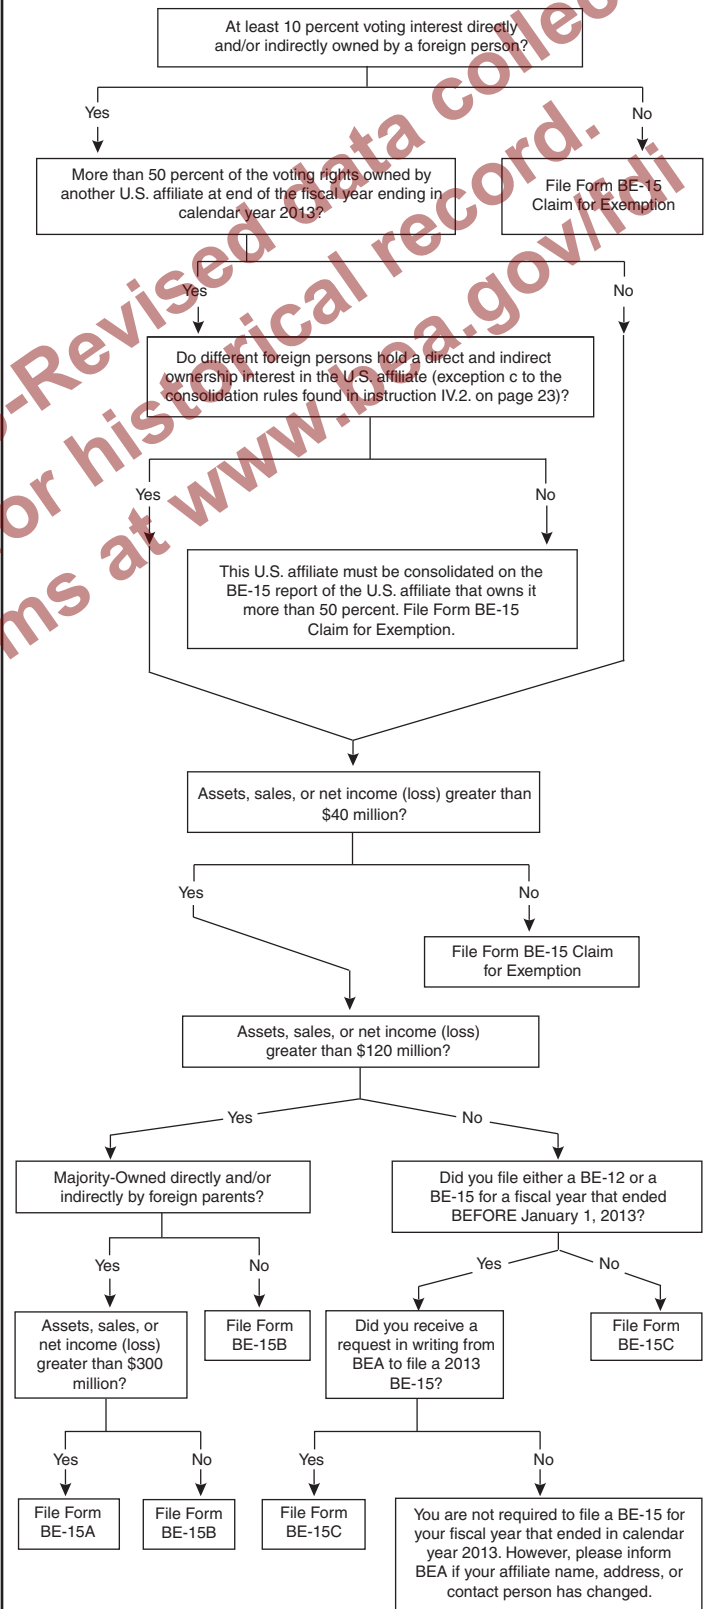 At least 10 percent voting interest directly
and/or indirectly owned by a foreign person?
Yes
No
More than 50 percent of the voting rights owned by
another U.S. affiliate at end of the fiscal year ending in
calendar year 2013?
File Form BE-15
Claim for Exemption
Yes
No
Do different foreign persons hold a direct and indirect
ownership interest in the U.S. affiliate (exception c to the
consolidation rules found in instruction IV.2. on page 23)?
Yes
No
This U.S. affiliate must be consolidated on the
BE-15 report of the U.S. affiliate that owns it
more than 50 percent. File Form BE-15
Claim for Exemption.
Assets, sales, or net income (loss) greater than
$40 million?
Yes
No
File Form BE-15 Claim
for Exemption
Assets, sales, or net income (loss)
greater than $120 million?
Yes
No
Majority-Owned directly and/or
indirectly by foreign parents?
Did you file either a BE-12 or a
BE-15 for a fiscal year that ended
BEFORE January 1, 2013?
Yes
No
Yes
No
Assets, sales, or
net income (loss)
greater than $300
million?
File Form
BE-15B
Did you receive a
request in writing from
BEA to file a 2013
BE-15?
File Form
BE-15C
Yes
No
Yes
No
File Form
BE-15A
File Form
BE-15B
File Form
BE-15C
You are not required to file a BE-15 for
your fiscal year that ended in calendar
year 2013. However, please inform
BEA if your affiliate name, address, or
contact person has changed.
-Revised data collec
or historical record.
ms at www.bea.gov/fdi